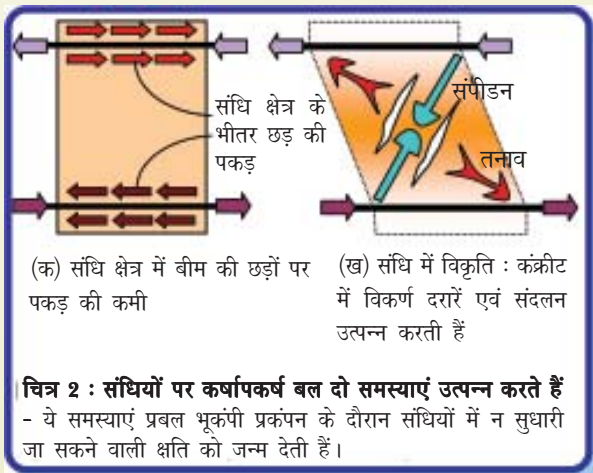 संधि क्षेत्र के
भीतर छड़ की
पकड़
संपीडन
तनाव
(क) संधि क्षेत्र में बीम की छड़ों पर
पकड़ की कमी
(ख) संधि में विकृति : कंक्रीट
में विकर्ण दरारें एवं संदलन
उत्पन्न करती हैं
चित्र 2 : संधियों पर कर्षापकर्ष बल दो समस्याएं उत्पन्न करते हैं
- ये समस्याएं प्रबल भूकंपी प्रकंपन के दौरान संधियों में न सुधारी
जा सकने वाली क्षति को जन्म देती हैं।